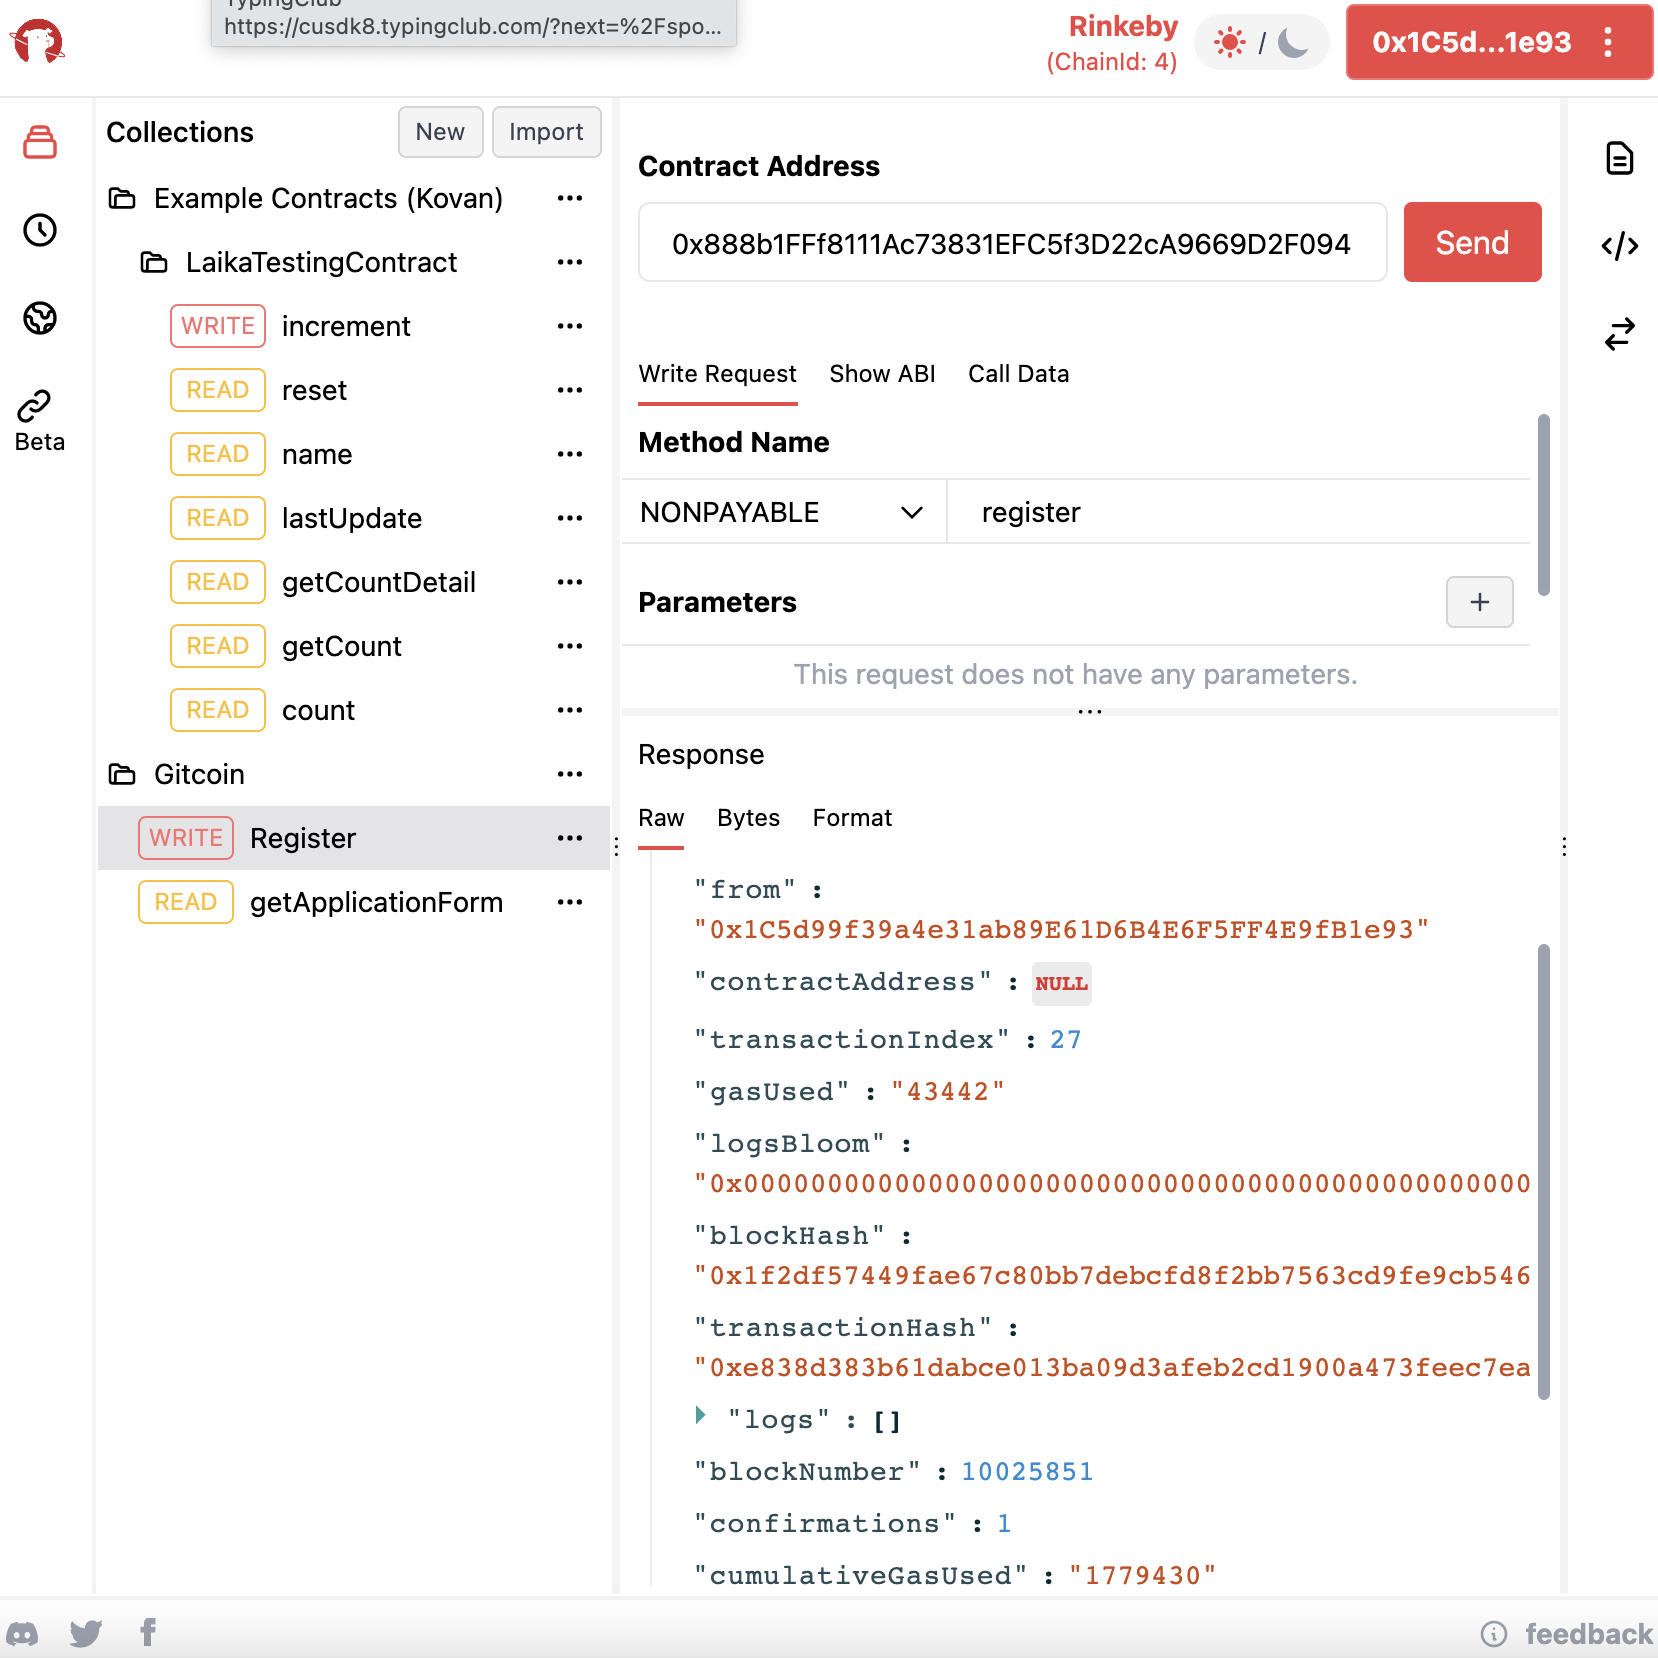 TypingClub
https://cusdk8.typingclub.com/?next=%2Fspo...
Rinkeby
(ChainId: 4)
/
0x1C5d...1e93
Collections
New
Import
Example Contracts (Kovan)
LaikaTestingContract
WRITE increment
READ reset
READ name
READ lastUpdate
READ getCountDetail
READ getCount
READ count
Gitcoin
WRITE Register
READ getApplicationForm
Beta
Contract Address
0x888b1FFf8111Ac73831EFC5f3D22cA9669D2F094
Send
Write Request Show ABI Call Data
Method Name
NONPAYABLE register
Parameters
+
This request does not have any parameters.
Response
Raw Bytes Format
"from" :
"0x1C5d99f39a4e31ab89E61D6B4E6F5FF4E9fB1e93"
"contractAddress" : NULL
"transactionIndex" : 27
"gasUsed" : "43442"
"logsBloom" :
"0x00000000000000000000000000000000000000000000000
"blockHash" :
"0x1f2df57449fae67c80bb7debcfd8f2bb7563cd9fe9cb546
"transactionHash" :
"0xe838d383b61dabce013ba09d3afeb2cd1900a473feec7ea
"logs" : []
"blockNumber" : 10025851
"confirmations" : 1
"cumulativeGasUsed" : "1779430"
feedback